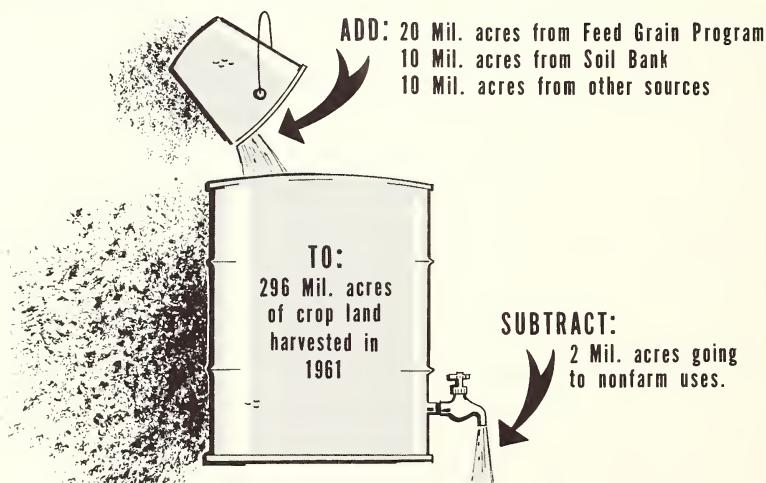 ADD: 20 Mil. acres from Feed Grain Program
10 Mil. acres from Soil Bank
10 Mil. acres from other sources
TO:
296 Mil. acres
of crop land
harvested in
1961
SUBTRACT:
2 Mil. acres going
to nonfarm uses.